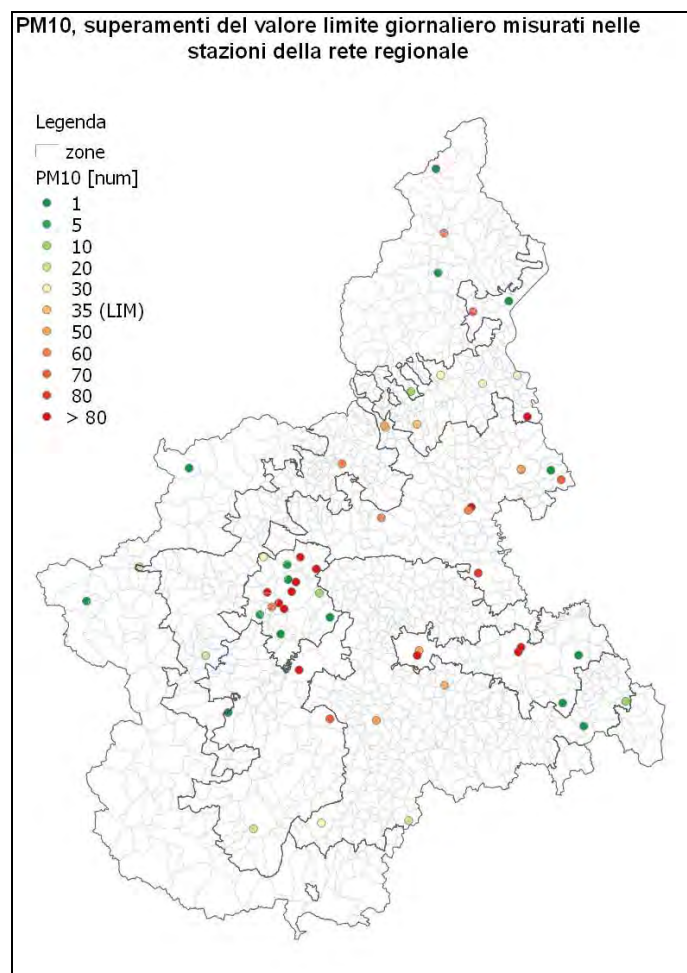 PM10, superamenti del valore limite giornaliero misurati nelle
stazioni della rete regionale
Legenda
zone
PM10 [num]
1
5
10
20
30
35 (LIM)
50
60
70
80
> 80